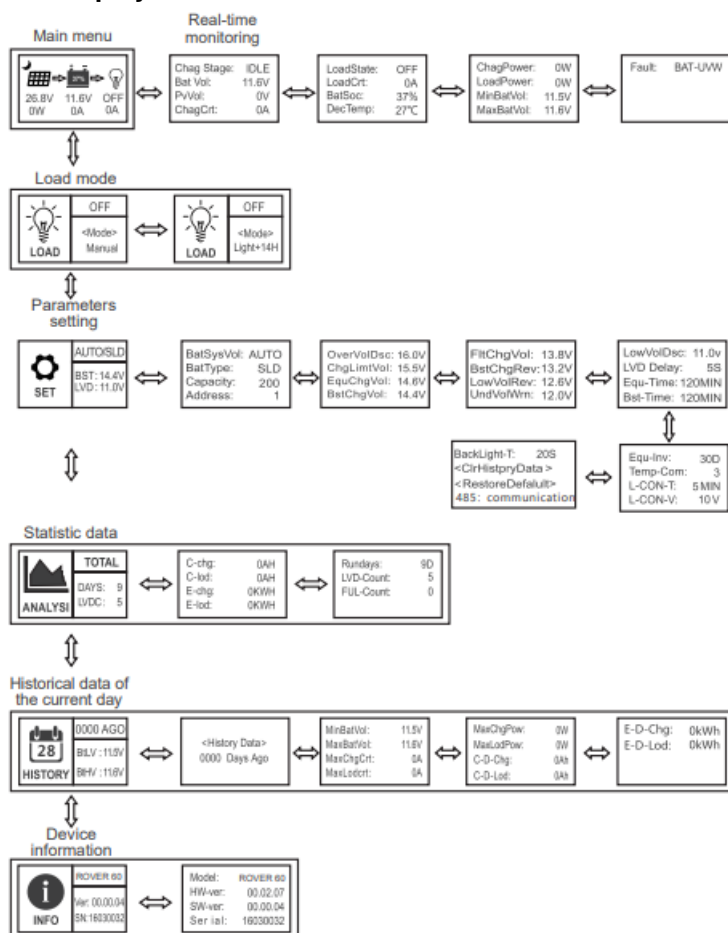 Real-time
monitoring
Main menu
37%
26.8V 11.6V OFF
0W 0A 0A
Chag Stage: IDLE
Bat Vol: 11.6V
PvVol: 0V
ChagCrt: 0A
LoadState: OFF
LoadCrt: 0A
BatSoc: 37%
DecTemp: 27℃
ChagPower: 0W
LoadPower: 0W
MinBatVol: 11.5V
MaxBatVol: 11.6V
Fault: BAT-UVW
Load mode
LOAD
OFF
<Mode>
Manual
LOAD
OFF
<Mode>
Light+14H
Parameters
setting
SET
AUTO/SLD
BST: 14.4V
LVD: 11.0V
BatSysVol: AUTO
BatType: SLD
Capacity: 200
Address: 1
OverVolDsc: 16.0V
ChgLimtVol: 15.5V
EquChgVol: 14.6V
BstChgVol: 14.4V
FltChgVol: 13.8V
BstChgRev: 13.2V
LowVolRev: 12.6V
UndVolWrn: 12.0V
LowVolDsc: 11.0v
LVD Delay: 5S
Equ-Time: 120MIN
Bst-Time: 120MIN
BackLight-T: 20S
<ClrHistpryData >
<RestoreDefalult>
485: communication
Equ-Inv: 30D
Temp-Com: 3
L-CON-T: 5MIN
L-CON-V: 10V
Statistic data
ANALYSI
TOTAL
DAYS: 9
LVDC: 5
C-chg: 0AH
C-lod: 0AH
E-chg: 0KWH
E-lod: 0KWH
Rundays: 9D
LVD-Count: 5
FUL-Count: 0
Historical data of
the current day
28
HISTORY
0000 AGO
BtLV : 11.5V
BtHV : 11.6V
<History Data>
0000 Days Ago
MinBatVol: 11.5V
MaxBatVol: 11.6V
MaxChgCrt: 0A
MaxLodcrt: 0A
MaxChgPow: 0W
MaxLodPow: 0W
C-D-Chg: 0Ah
C-D-Lod: 0Ah
E-D-Chg: 0kWh
E-D-Lod: 0kWh
Device
information
i
INFO
ROVER 60
Ver: 00.00.04
SN:16030032
Model: ROVER 60
HW-ver: 00.02.07
SW-ver: 00.00.04
Serial: 16030032